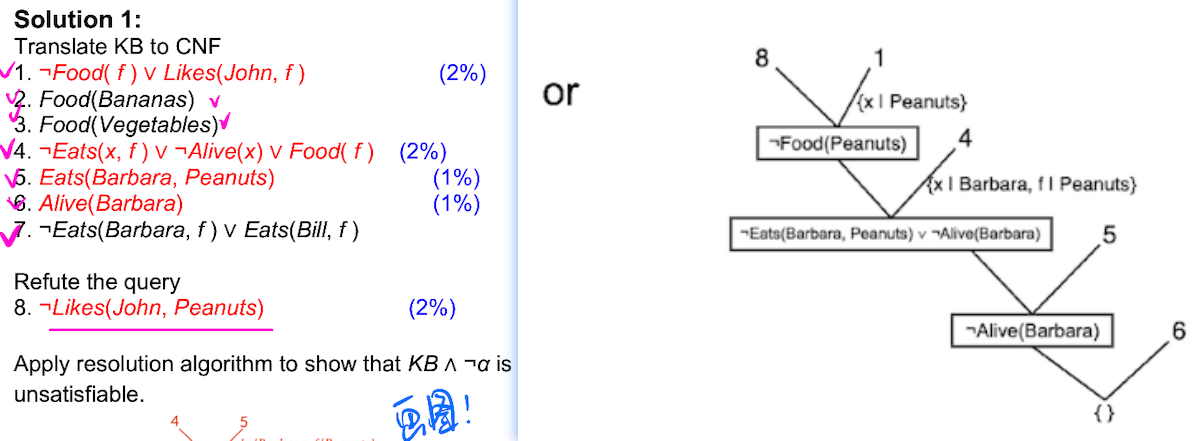 Solution 1:
Translate KB to CNF
1. ¬Food( f ) ∨ Likes(John, f ) (2%)
2. Food(Bananas)
3. Food(Vegetables)
4. ¬Eats(x, f ) ∨ ¬Alive(x) ∨ Food( f ) (2%)
5. Eats(Barbara, Peanuts) (1%)
6. Alive(Barbara) (1%)
7. ¬Eats(Barbara, f ) ∨ Eats(Bill, f )
Refute the query
8. ¬Likes(John, Peanuts) (2%)
Apply resolution algorithm to show that KB ∧ ¬α is
unsatisfiable.
画图!
4 5
or
8 1
{x | Peanuts}
¬Food(Peanuts) 4
{x | Barbara, f | Peanuts}
¬Eats(Barbara, Peanuts) ∨ ¬Alive(Barbara) 5
¬Alive(Barbara) 6
{}